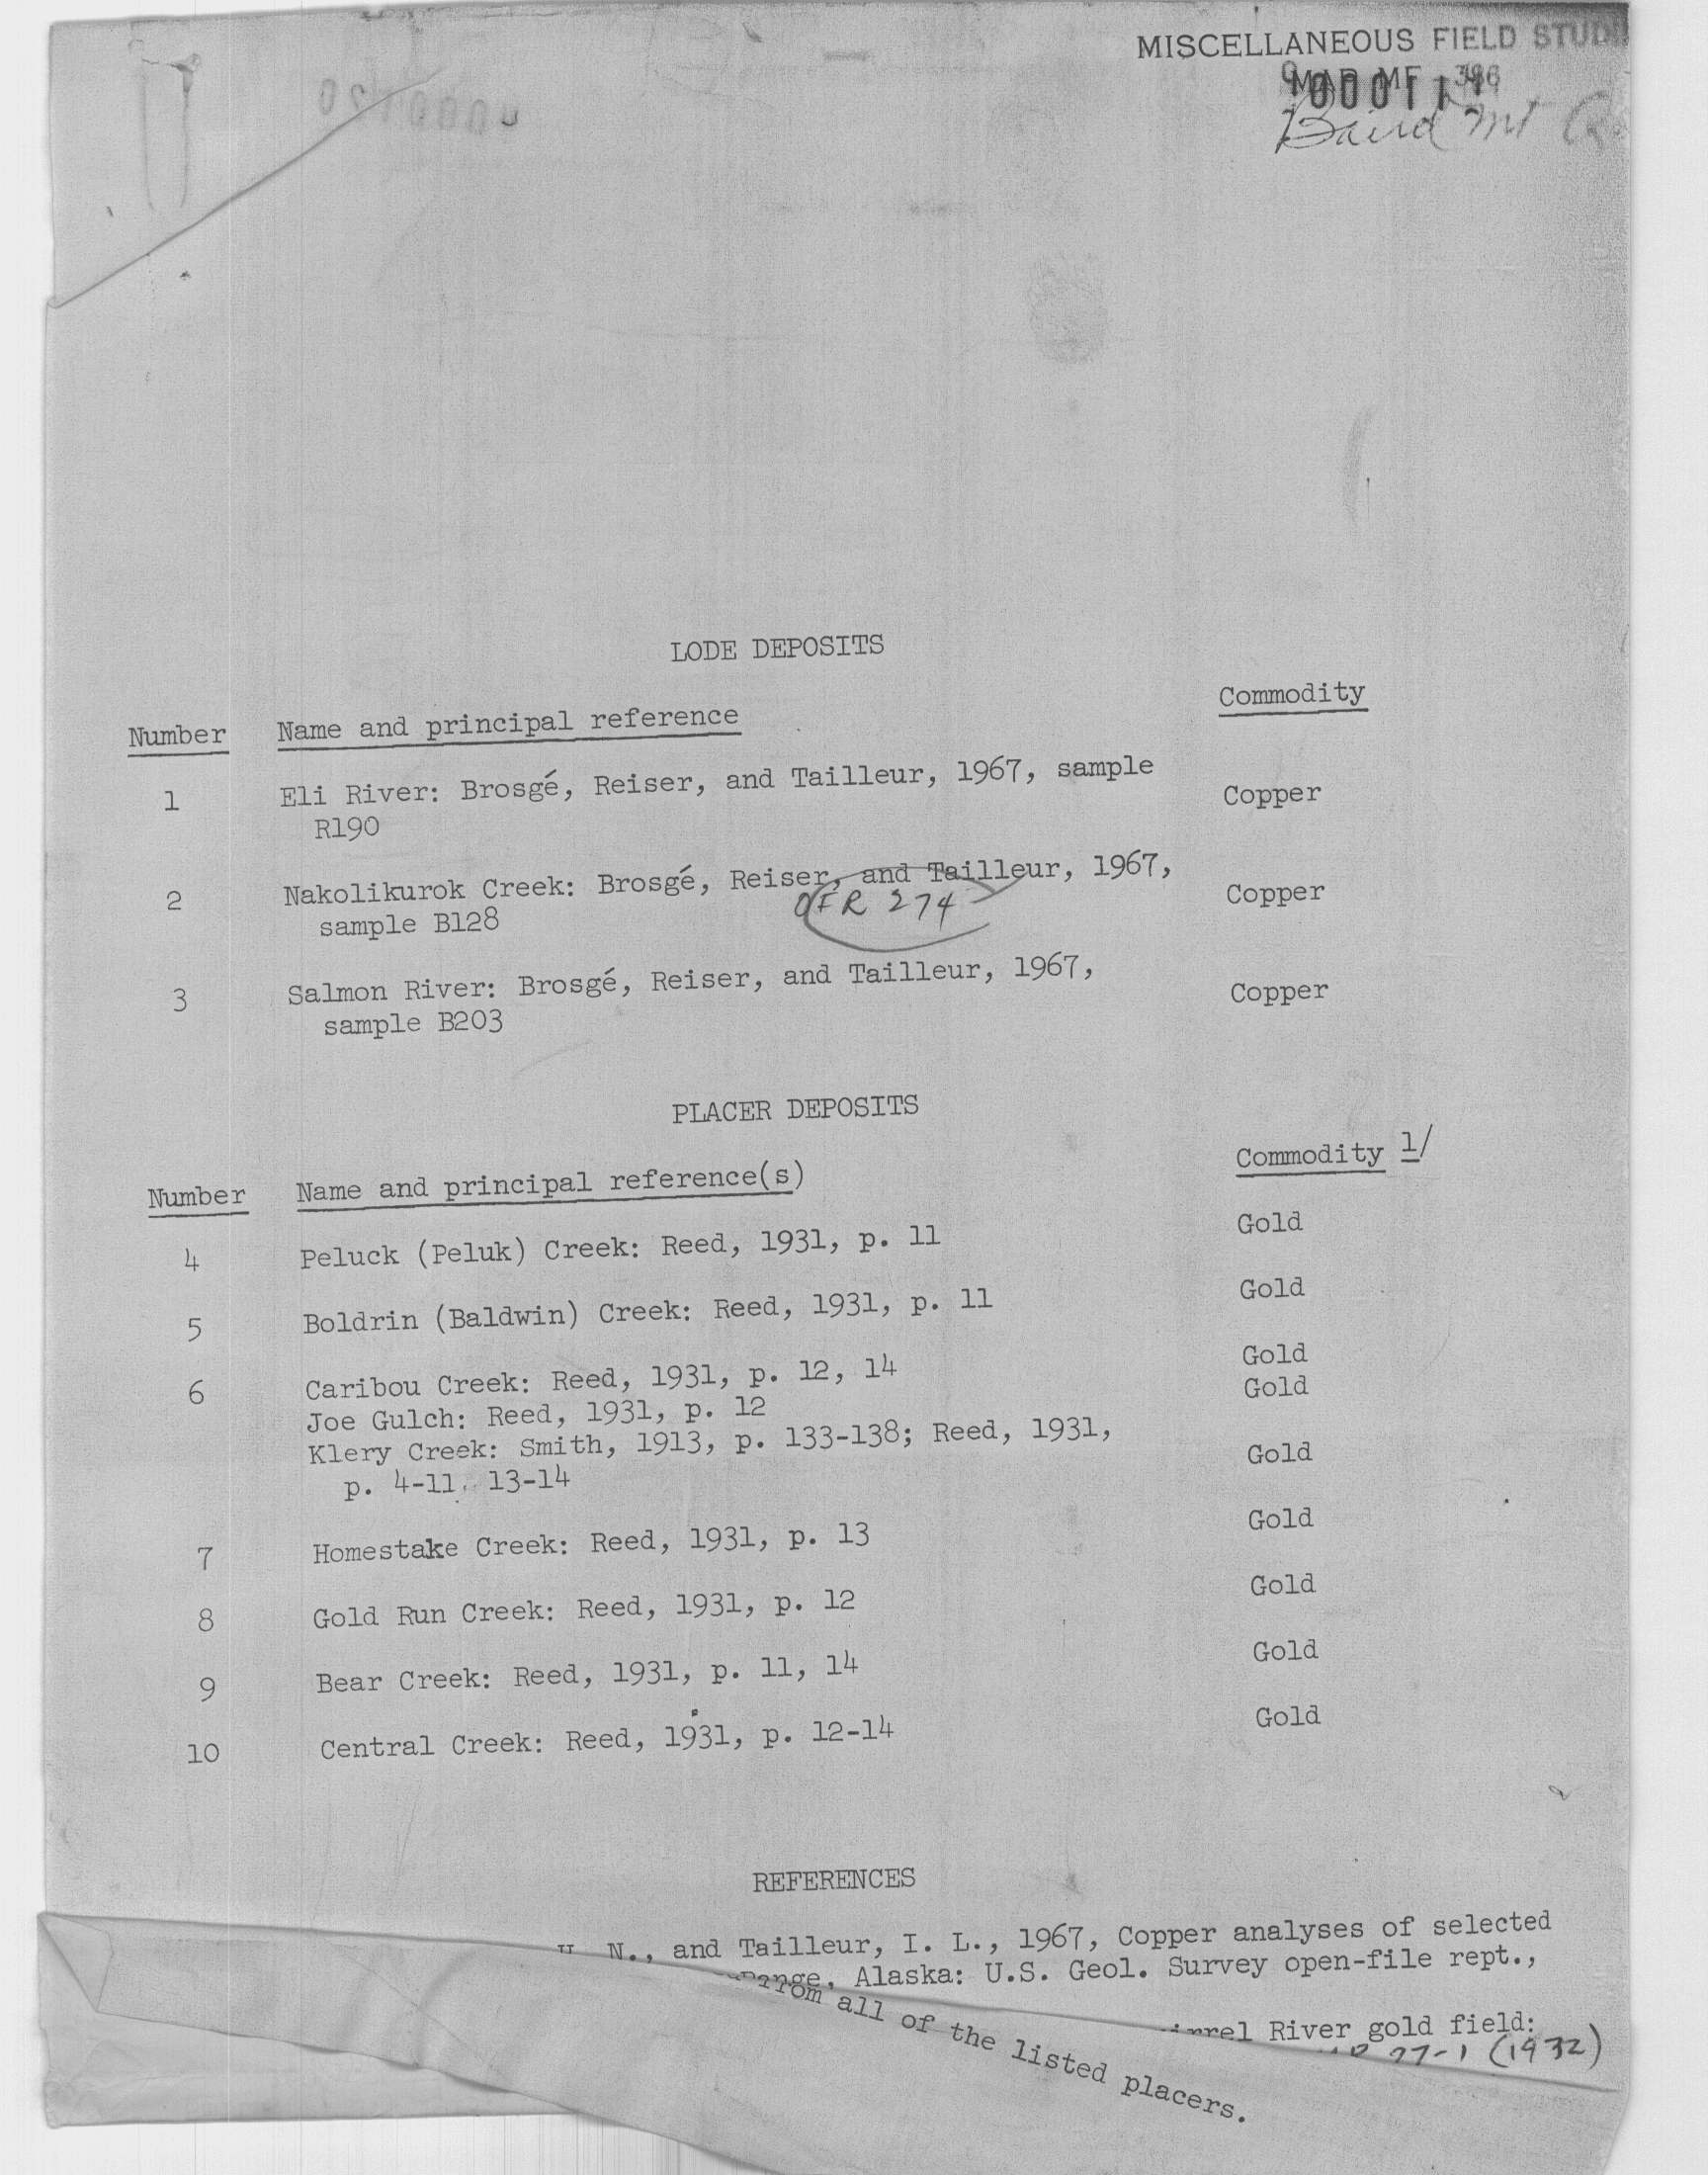 MISCELLANEOUS FIELD STUDI
MAP MF - 386
Baird Mt
LODE DEPOSITS
Number Name and principal reference Commodity
1 Eli River: Brosgé, Reiser, and Tailleur, 1967, sample Copper
R190
2 Nakolikurok Creek: Brosgé, Reiser, and Tailleur, 1967, Copper
sample B128 OFR 274
3 Salmon River: Brosgé, Reiser, and Tailleur, 1967, Copper
sample B203
PLACER DEPOSITS
Number Name and principal reference(s) Commodity 1/
4 Peluck (Peluk) Creek: Reed, 1931, p. 11 Gold
5 Boldrin (Baldwin) Creek: Reed, 1931, p. 11 Gold
6 Caribou Creek: Reed, 1931, p. 12, 14 Gold
Joe Gulch: Reed, 1931, p. 12 Gold
Klery Creek: Smith, 1913, p. 133-138; Reed, 1931, Gold
p. 4-11, 13-14
7 Homestake Creek: Reed, 1931, p. 13 Gold
8 Gold Run Creek: Reed, 1931, p. 12 Gold
9 Bear Creek: Reed, 1931, p. 11, 14 Gold
10 Central Creek: Reed, 1931, p. 12-14 Gold
REFERENCES
N., and Tailleur, I. L., 1967, Copper analyses of selected
Range, Alaska: U.S. Geol. Survey open-file rept.,
River gold field:
(1932)
from all of the listed placers.